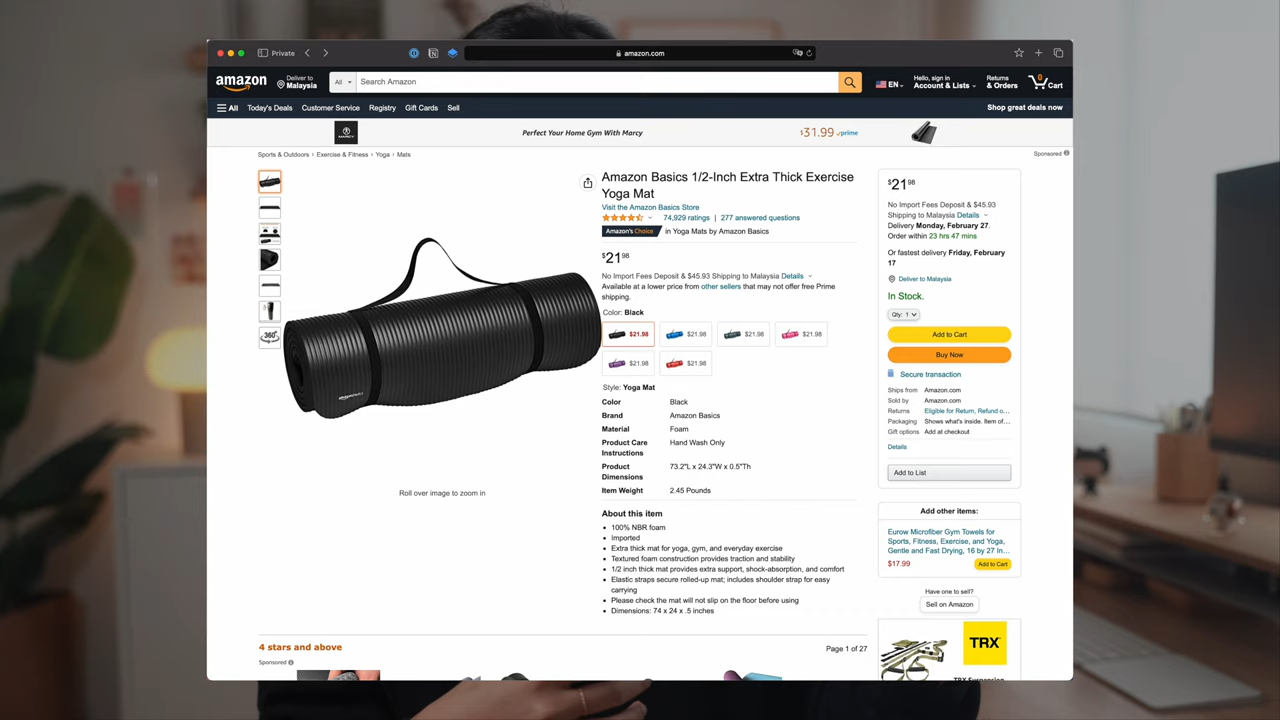 Private
amazon.com
amazon
Deliver to
Malaysia
All
Search Amazon
EN
Hello, sign in
Account & Lists
Returns
& Orders
0
Cart
All
Today's Deals
Customer Service
Registry
Gift Cards
Sell
Shop great deals now
MARCY
Perfect Your Home Gym With Marcy
$31.99 prime
Sponsored
Sports & Outdoors › Exercise & Fitness › Yoga › Mats
Amazon Basics 1/2-Inch Extra Thick Exercise
Yoga Mat
Visit the Amazon Basics Store
74,929 ratings | 277 answered questions
Amazon's Choice in Yoga Mats by Amazon Basics
$2198
No Import Fees Deposit & $45.93 Shipping to Malaysia Details
Available at a lower price from other sellers that may not offer free Prime
shipping.
Color: Black
$21.98
$21.98
$21.98
$21.98
$21.98
$21.98
Style: Yoga Mat
Color Black
Brand Amazon Basics
Material Foam
Product Care Hand Wash Only
Instructions
Product 73.2"L x 24.3"W x 0.5"Th
Dimensions
Item Weight 2.45 Pounds
About this item
• 100% NBR foam
• Imported
• Extra thick mat for yoga, gym, and everyday exercise
• Textured foam construction provides traction and stability
• 1/2 inch thick mat provides extra support, shock-absorption, and comfort
• Elastic straps secure rolled-up mat; includes shoulder strap for easy
carrying
• Please check the mat will not slip on the floor before using
• Dimensions: 74 x 24 x .5 inches
360°
Roll over image to zoom in
$2198
No Import Fees Deposit & $45.93
Shipping to Malaysia Details
Delivery Monday, February 27.
Order within 23 hrs 47 mins
Or fastest delivery Friday, February
17
Deliver to Malaysia
In Stock.
Qty: 1
Add to Cart
Buy Now
Secure transaction
Ships from Amazon.com
Sold by Amazon.com
Returns Eligible for Return, Refund o...
Packaging Shows what's inside. Item of...
Gift options Add at checkout
Details
Add to List
Add other items:
Eurow Microfiber Gym Towels for
Sports, Fitness, Exercise, and Yoga,
Gentle and Fast Drying, 16 by 27 In...
$17.99
Add to Cart
Have one to sell?
Sell on Amazon
TRX
TRX Suspension
4 stars and above
Page 1 of 27
Sponsored